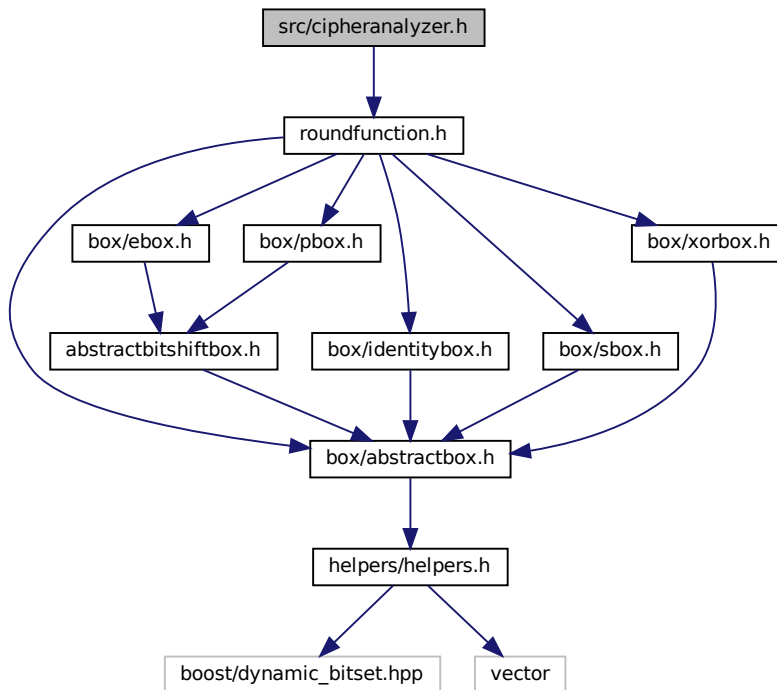 src/cipheranalyzer.h
roundfunction.h
box/ebox.h
box/pbox.h
box/xorbox.h
abstractbitshiftbox.h
box/identitybox.h
box/sbox.h
box/abstractbox.h
helpers/helpers.h
boost/dynamic_bitset.hpp
vector